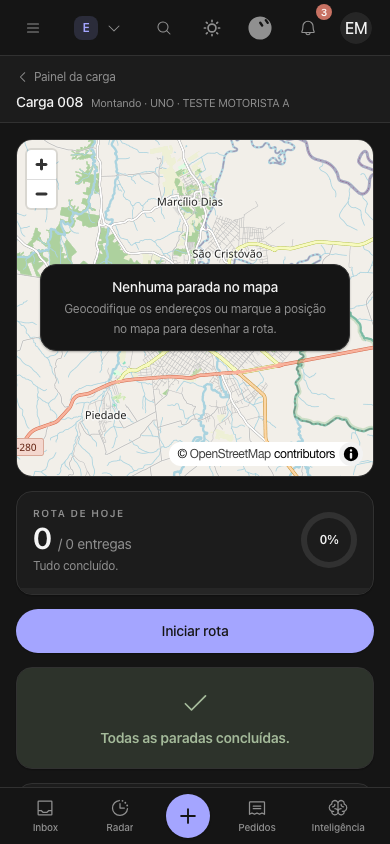 E
3
EM
Painel da carga
Carga 008 Montando · UNO · TESTE MOTORISTA A
+
−
Marcílio Dias
São Cristóvão
Nenhuma parada no mapa
Geocodifique os endereços ou marque a posição
no mapa para desenhar a rota.
Piedade
-280
© OpenStreetMap contributors
ROTA DE HOJE
0 / 0 entregas
Tudo concluído.
0%
Iniciar rota
Todas as paradas concluídas.
Inbox
Radar
Pedidos
Inteligência